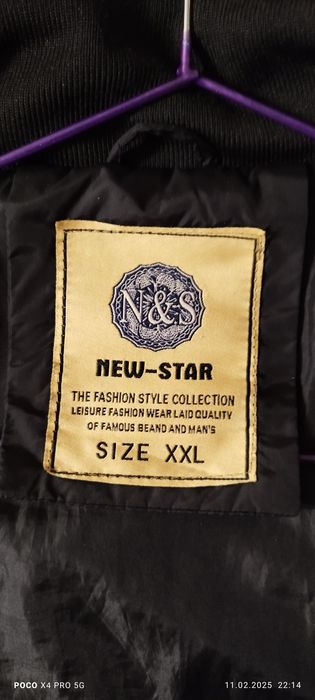 N&S
NEW-STAR
THE FASHION STYLE COLLECTION
LEISURE FASHION WEAR LAID QUALITY
OF FAMOUS BEAND AND MAN'S
SIZE XXL
POCO X4 PRO 5G
11.02.2025 22:14